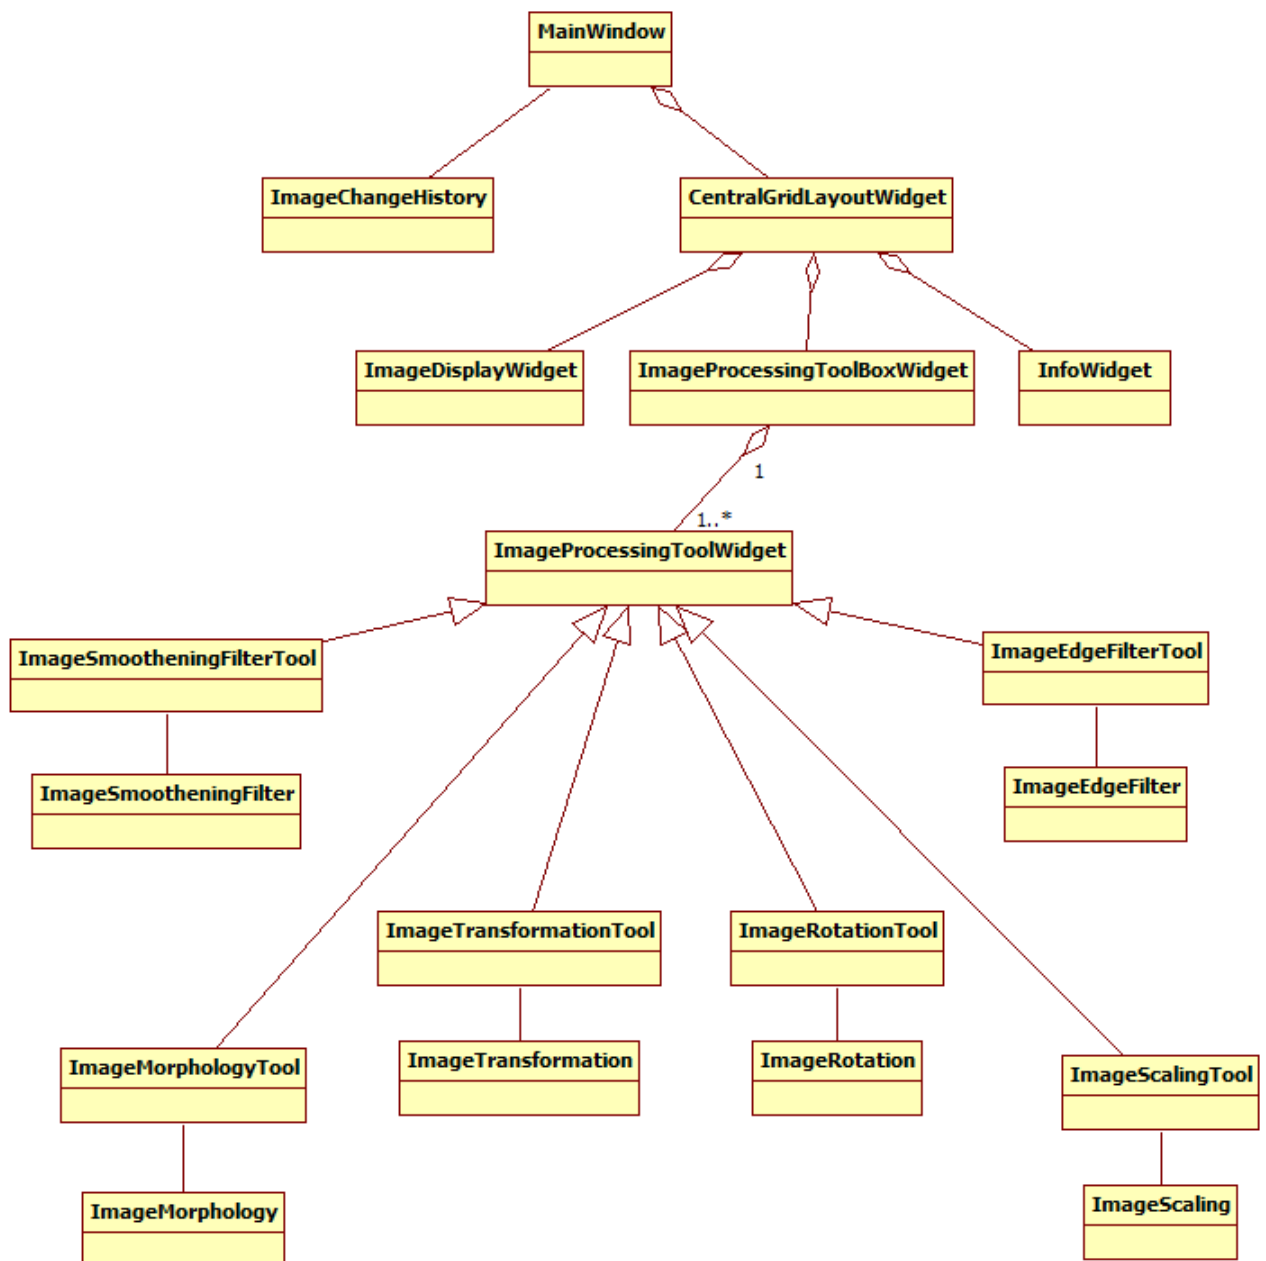 MainWindow
ImageChangeHistory
CentralGridLayoutWidget
ImageDisplayWidget
ImageProcessingToolBoxWidget
InfoWidget
1
1..*
ImageProcessingToolWidget
ImageSmootheningFilterTool
ImageEdgeFilterTool
ImageSmootheningFilter
ImageEdgeFilter
ImageTransformationTool
ImageRotationTool
ImageMorphologyTool
ImageTransformation
ImageRotation
ImageScalingTool
ImageMorphology
ImageScaling